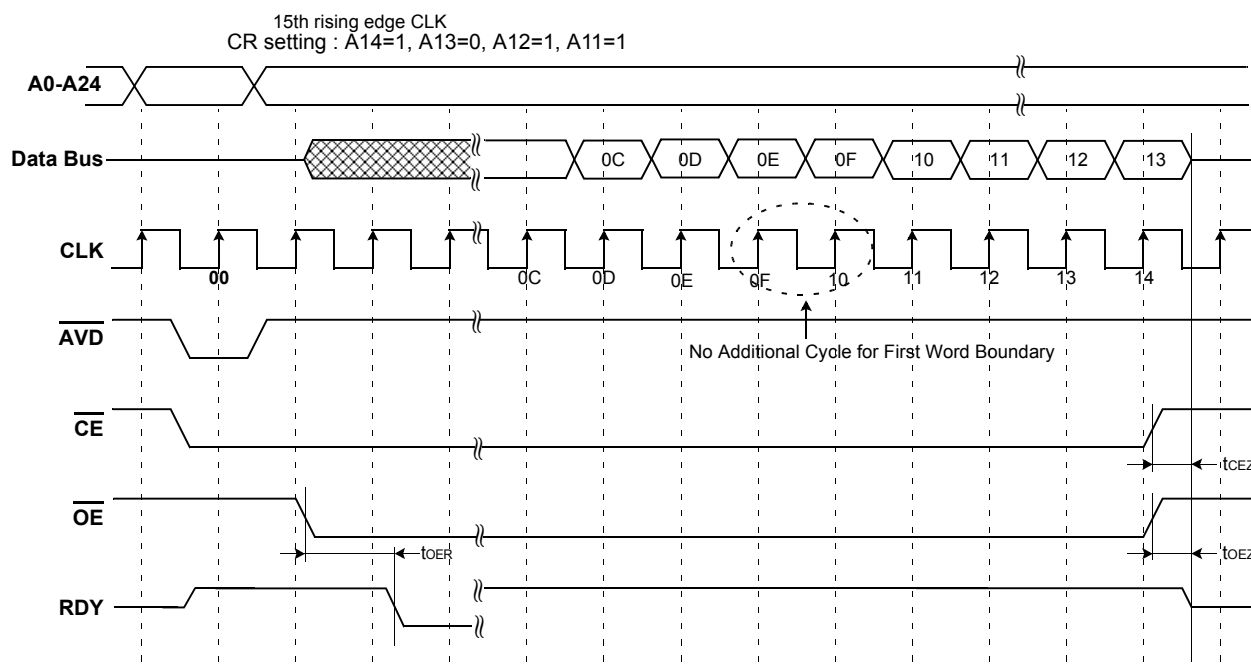 15th rising edge CLK
CR setting : A14=1, A13=0, A12=1, A11=1
A0-A24
Data Bus
0C 0D 0E 0F 10 11 12 13
CLK
00 0C 0D 0E 0F 10 11 12 13 14
AVD
No Additional Cycle for First Word Boundary
CE
tCEZ
OE
tOER
tOEZ
RDY